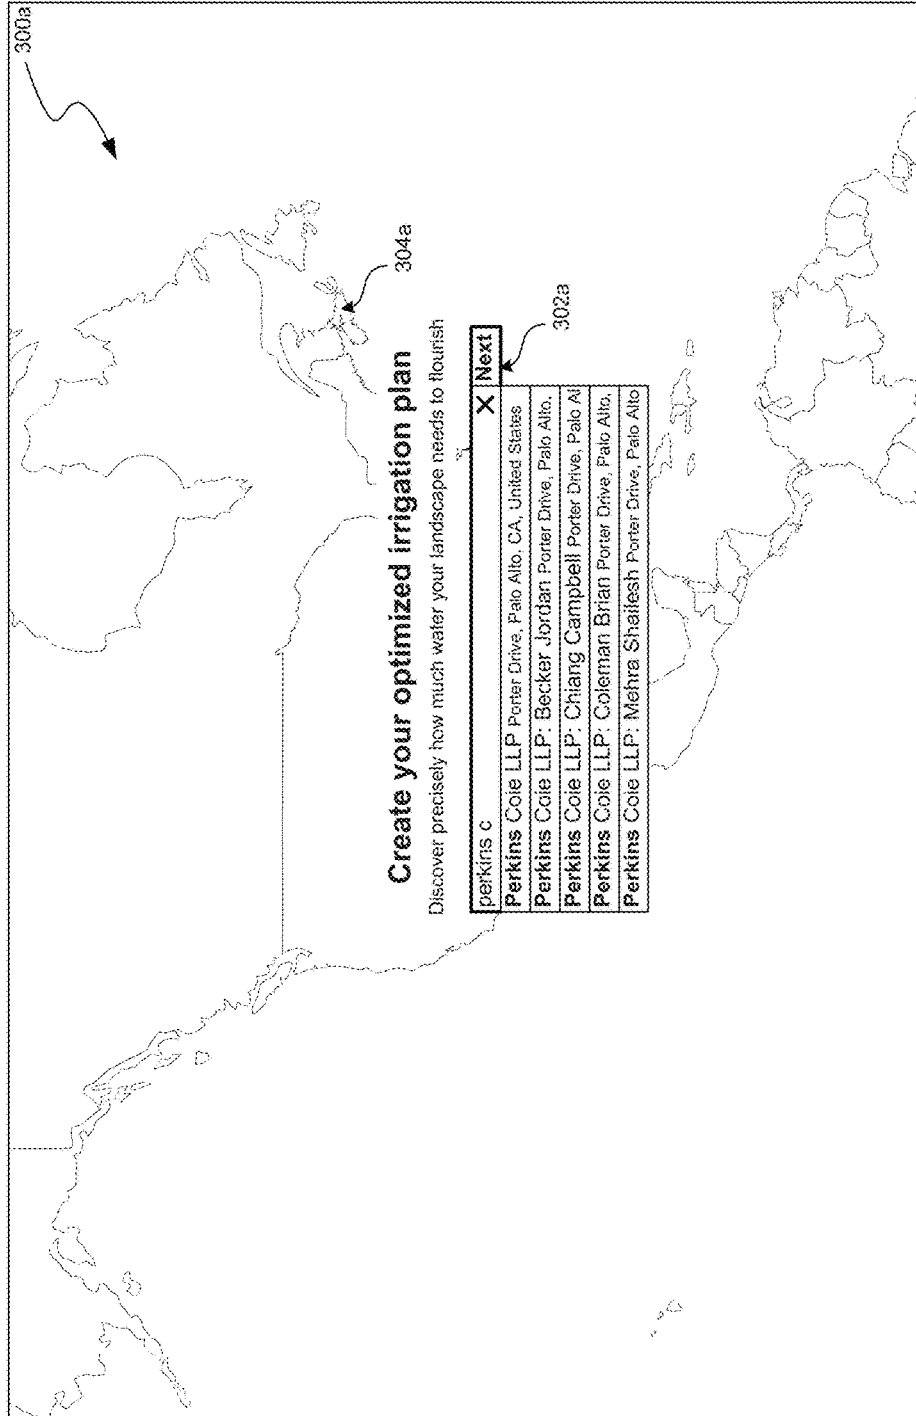 300a
304a
Create your optimized irrigation plan
Discover precisely how much water your landscape needs to flourish
perkins c X Next
302a
Perkins Coie LLP Porter Drive, Palo Alto, CA, United States
Perkins Coie LLP: Becker Jordan Porter Drive, Palo Alto,
Perkins Coie LLP: Chiang Campbell Porter Drive, Palo Al
Perkins Coie LLP: Coleman Brian Porter Drive, Palo Alto,
Perkins Coie LLP: Mehra Shailesh Porter Drive, Palo Alto